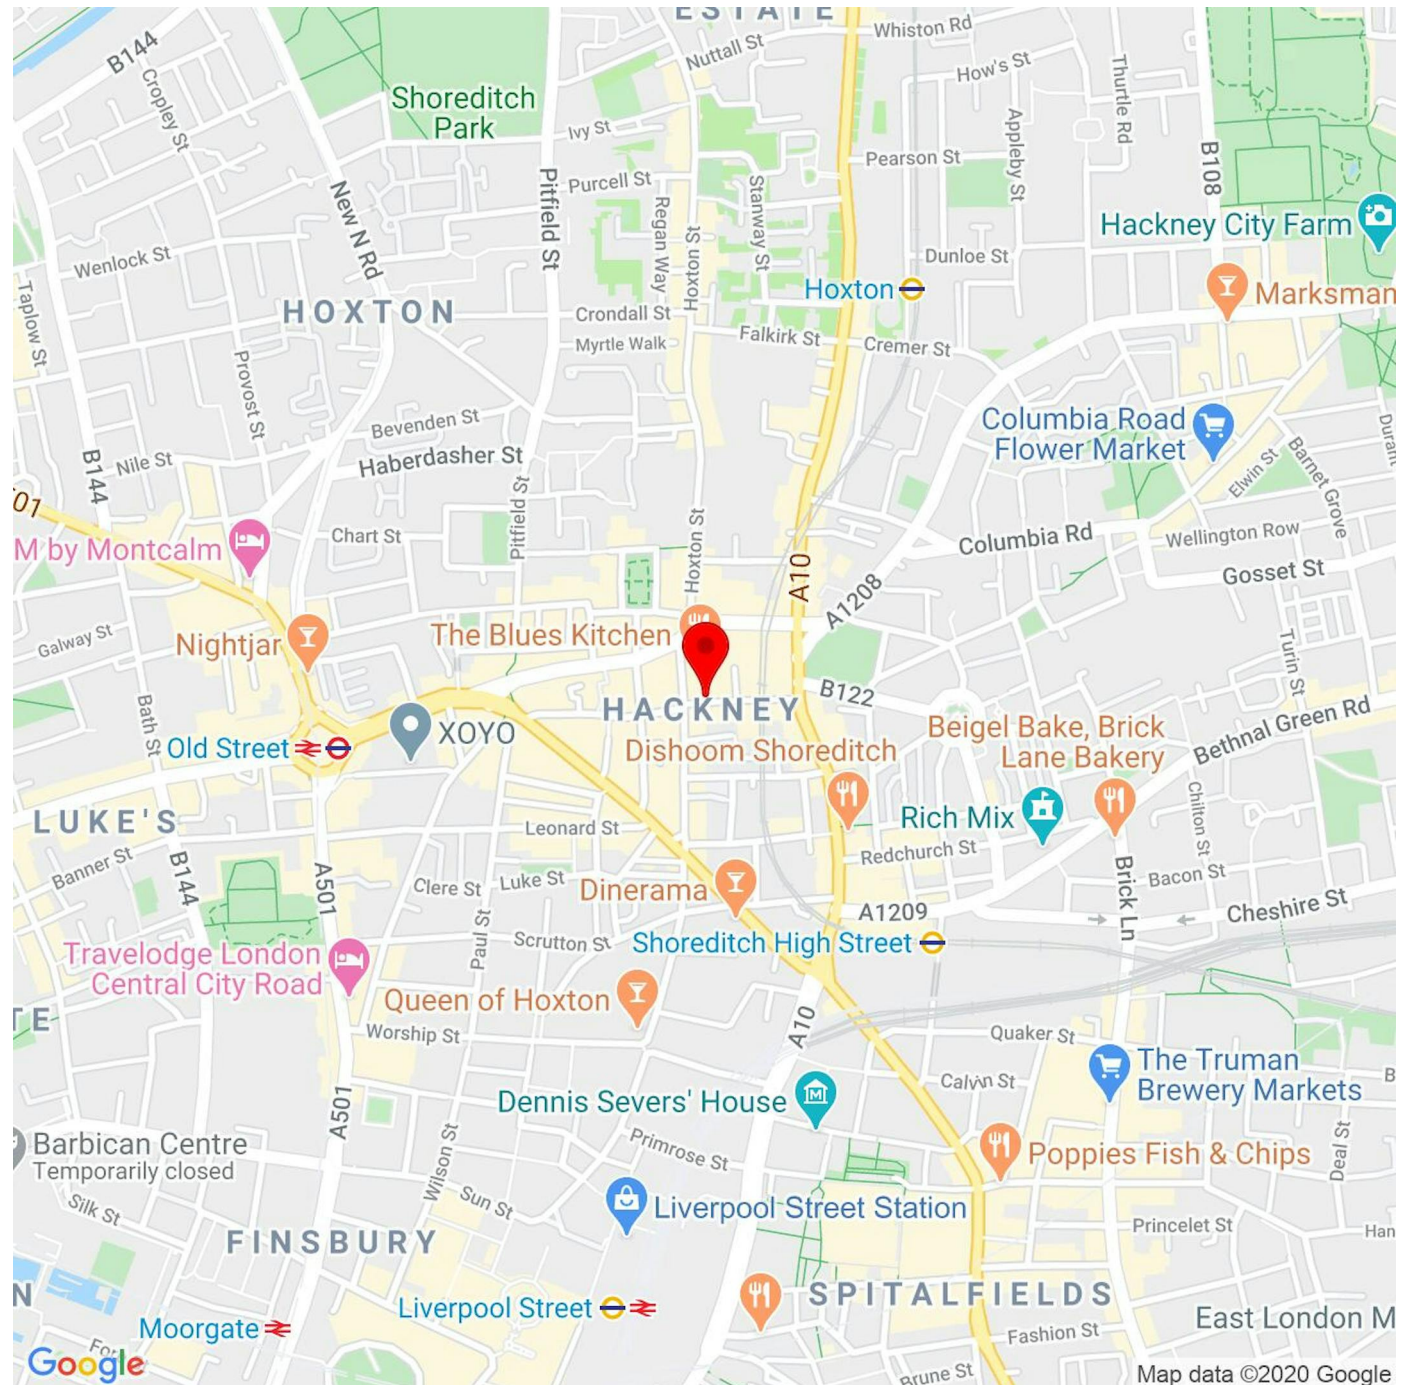 ESTATE
Whiston Rd
B144
Nuttall St
How's St
Cropley St
Thurtle Rd
Shoreditch
Park
Appleby St
Ivy St
Pearson St
B108
Purcell St
Pitfield St
New N Rd
Stanway St
Regan Way
Hoxton St
Hackney City Farm
Wenlock St
Dunloe St
Hoxton
Marksman
Taplow St
HOXTON
Crondall St
Falkirk St
Myrtle Walk
Cremer St
Provost St
Columbia Road
Flower Market
Durant
Bevenden St
Haberdasher St
Nile St
B144
Elwin St
Barnet Grove
501
Pitfield St
Hoxton St
Chart St
Columbia Rd
Wellington Row
M by Montcalm
A10
Gosset St
A1208
Galway St
Nightjar
The Blues Kitchen
Turin St
B122
HACKNEY
Bath St
XOYO
Beigel Bake, Brick
Lane Bakery
Bethnal Green Rd
Old Street
Dishoom Shoreditch
LUKE'S
Rich Mix
Chilton St
Leonard St
Redchurch St
Banner St
B144
A501
Clere St
Luke St
Dinerama
Bacon St
Brick Ln
A1209
Cheshire St
Paul St
Scrutton St
Shoreditch High Street
Travelodge London
Central City Road
Queen of Hoxton
TE
Worship St
A10
Quaker St
The Truman
Brewery Markets
Calvin St
B
Dennis Severs' House
A501
Barbican Centre
Temporarily closed
Primrose St
Poppies Fish & Chips
Deal St
Wilson St
Silk St
Sun St
Liverpool Street Station
Princelet St
Han
FINSBURY
N
SPITALFIELDS
Liverpool Street
East London M
Moorgate
Fashion St
For
Google
Brune St
Map data ©2020 Google